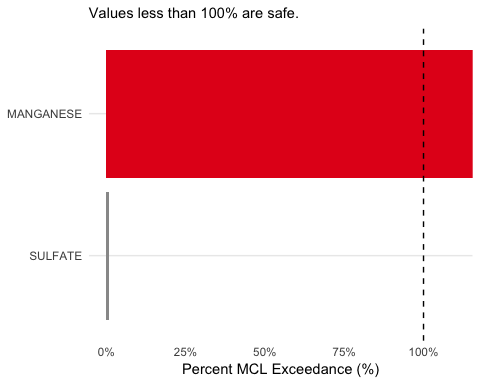 Values less than 100% are safe.
MANGANESE
SULFATE
0% 25% 50% 75% 100%
Percent MCL Exceedance (%)